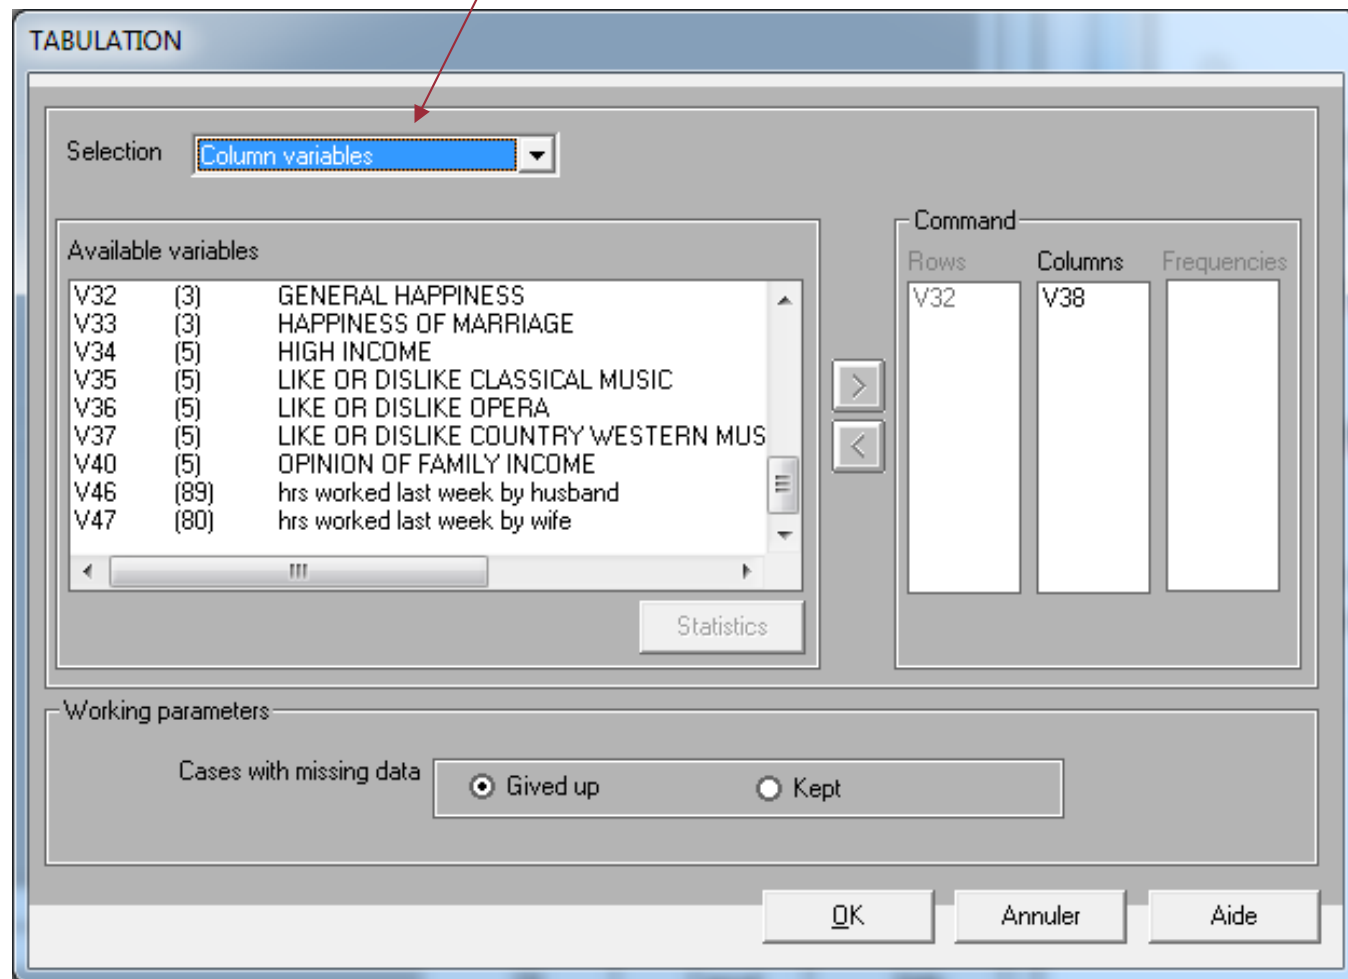 TABULATION
Selection Column variables
Available variables
V32 (3) GENERAL HAPPINESS
V33 (3) HAPPINESS OF MARRIAGE
V34 (5) HIGH INCOME
V35 (5) LIKE OR DISLIKE CLASSICAL MUSIC
V36 (5) LIKE OR DISLIKE OPERA
V37 (5) LIKE OR DISLIKE COUNTRY WESTERN MUS
V40 (5) OPINION OF FAMILY INCOME
V46 (89) hrs worked last week by husband
V47 (80) hrs worked last week by wife
Statistics
>
<
Command
Rows Columns Frequencies
V32 V38
Working parameters
Cases with missing data Gived up Kept
OK Annuler Aide